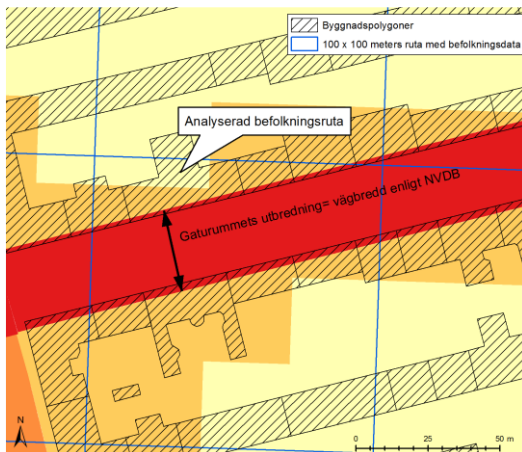 Byggnadspolygoner
100 x 100 meters ruta med befolkningsdata
Analyserad befolkningsruta
Gaturummets utbredning= vägbredd enligt NVDB
N
0 25 50 m